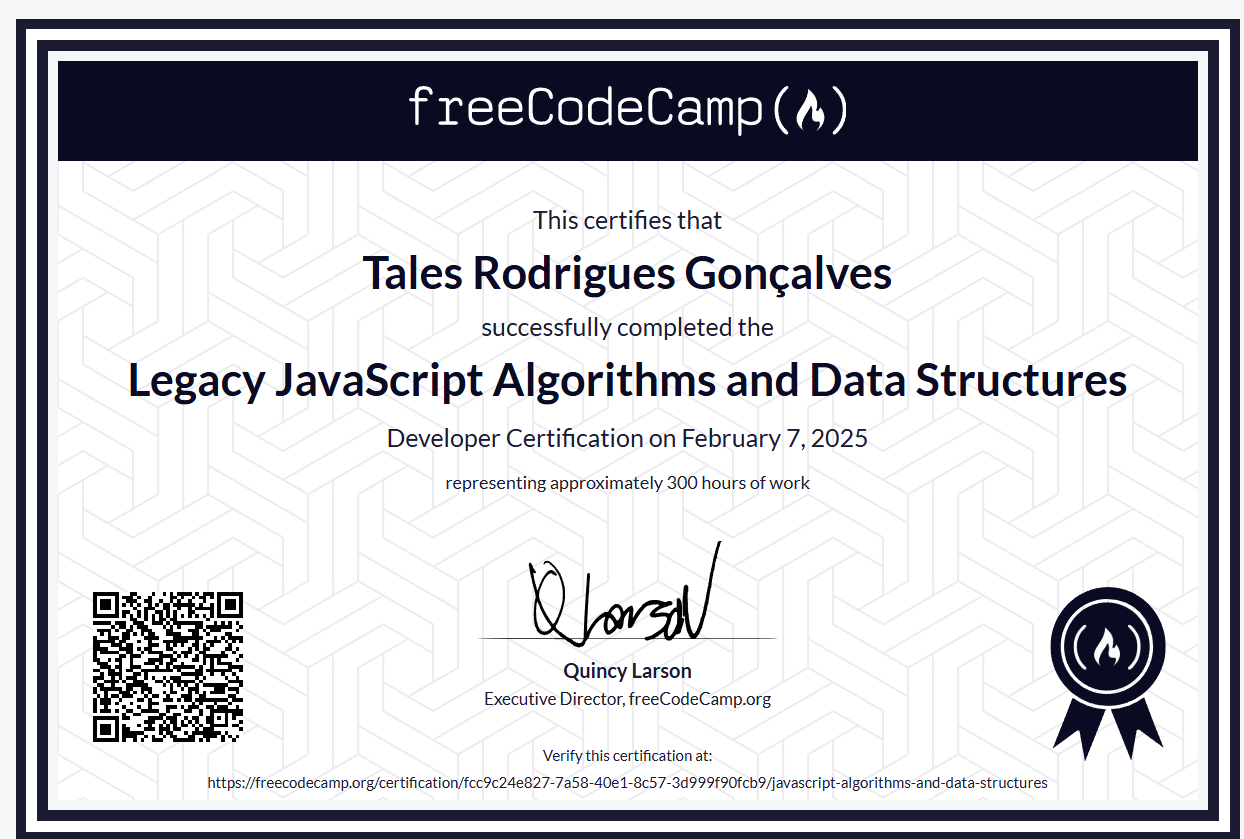 freeCodeCamp
This certifies that
Tales Rodrigues Gonçalves
successfully completed the
Legacy JavaScript Algorithms and Data Structures
Developer Certification on February 7, 2025
representing approximately 300 hours of work
Q Larson
Quincy Larson
Executive Director, freeCodeCamp.org
Verify this certification at:
https://freecodecamp.org/certification/fcc9c24e827-7a58-40e1-8c57-3d999f90fcb9/javascript-algorithms-and-data-structures